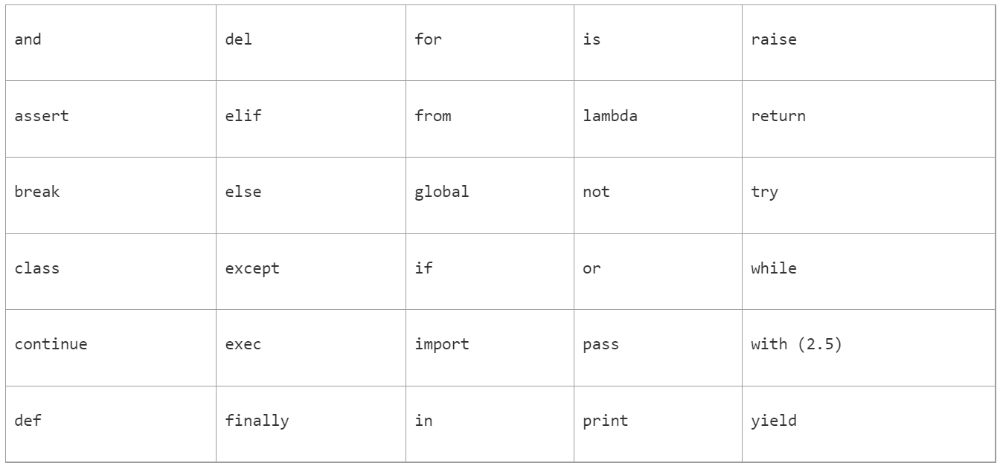 and del for is raise
assert elif from lambda return
break else global not try
class except if or while
continue exec import pass with (2.5)
def finally in print yield